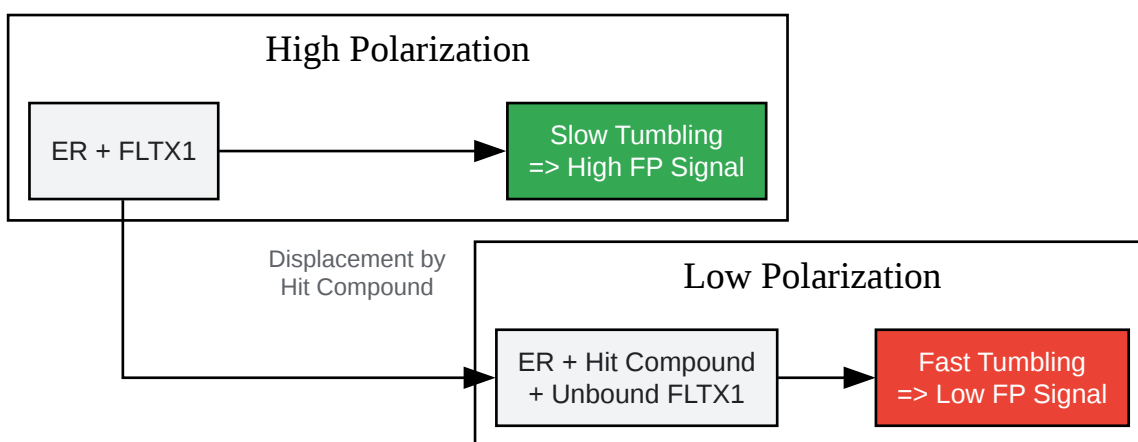 High Polarization
ER + FLTX1
Slow Tumbling
=> High FP Signal
Displacement by
Hit Compound
Low Polarization
ER + Hit Compound
+ Unbound FLTX1
Fast Tumbling
=> Low FP Signal